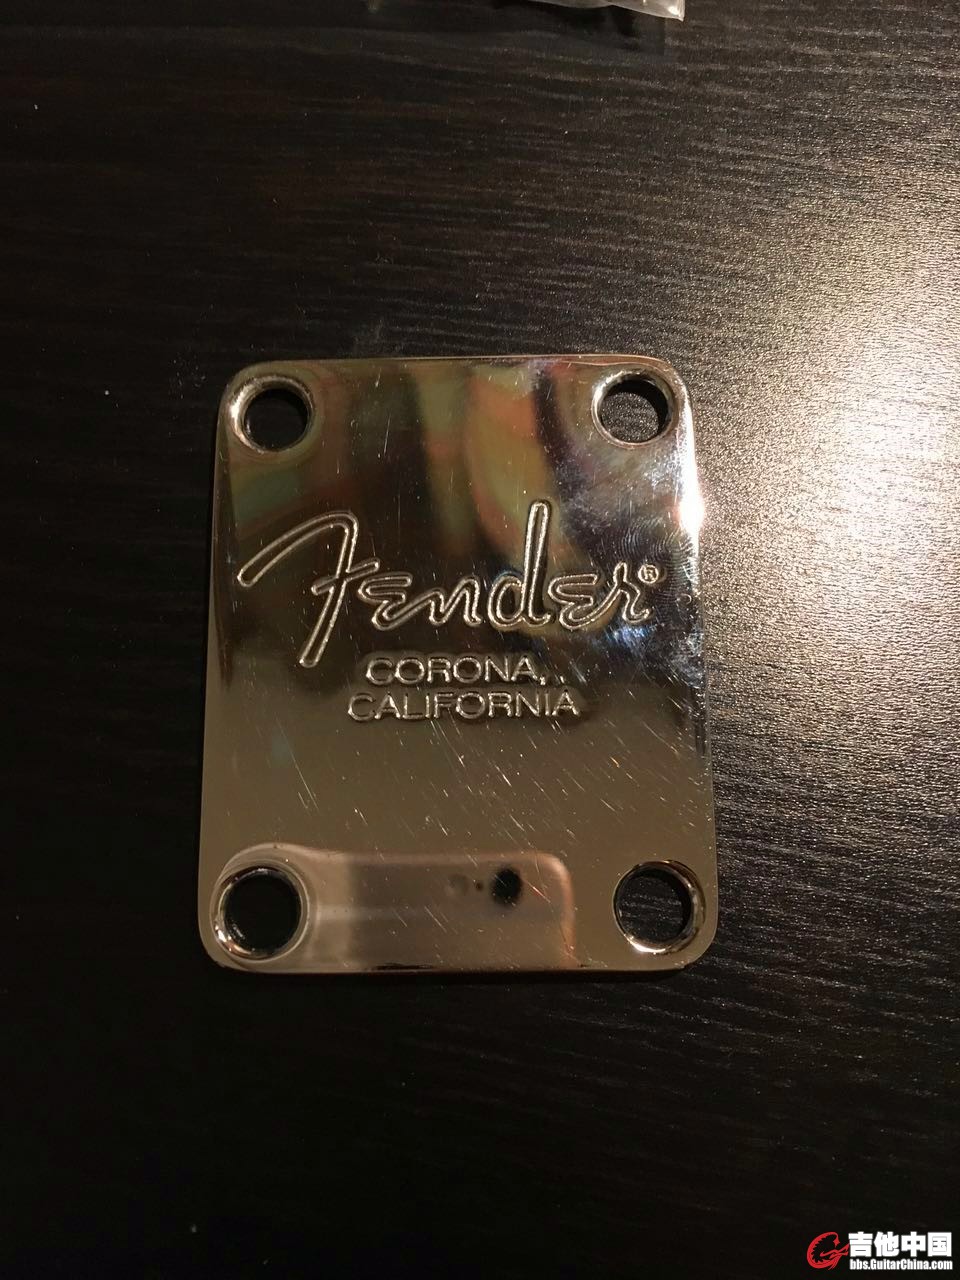 Fender®
CORONA,
CALIFORNIA
吉他中国
bbs.GuitarChina.com